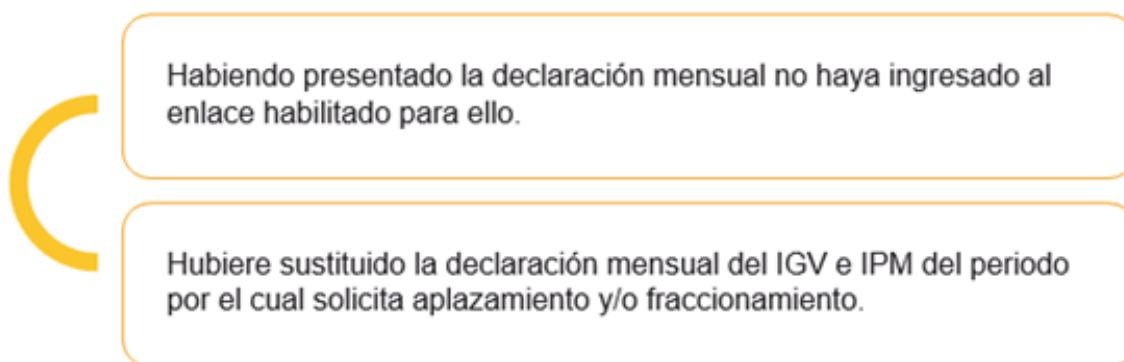 Habiendo presentado la declaración mensual no haya ingresado al
enlace habilitado para ello.
Hubiere sustituido la declaración mensual del IGV e IPM del periodo
por el cual solicita aplazamiento y/o fraccionamiento.